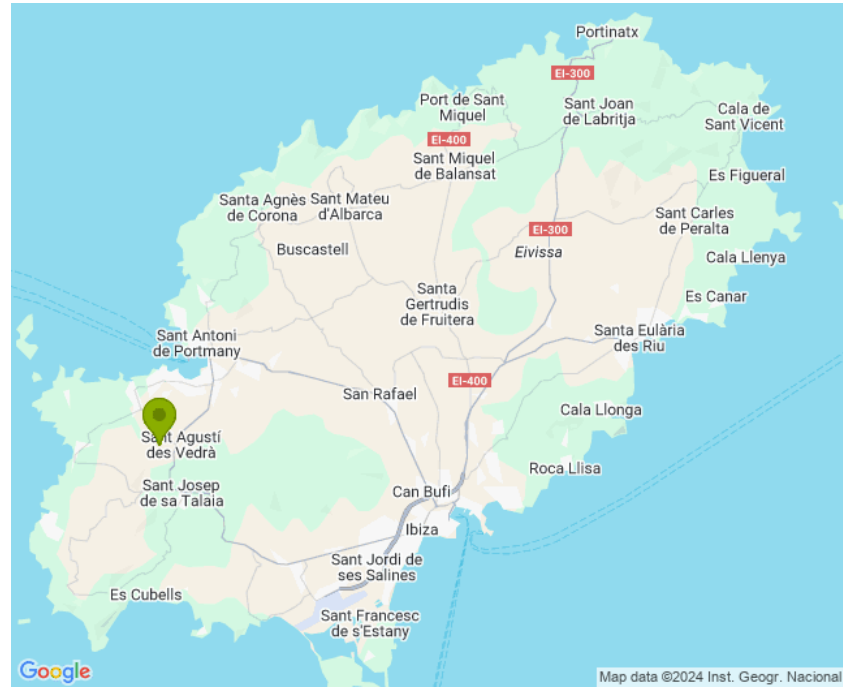 Portinatx
EI-300
Port de Sant
Miquel
Sant Joan
de Labritja
Cala de
Sant Vicent
EI-400
Sant Miquel
de Balansat
Es Figueral
Santa Agnès
de Corona
Sant Mateu
d'Albarca
Sant Carles
de Peralta
EI-300
Buscastell
Eivissa
Cala Llenya
Santa
Gertrudis
de Fruitera
Es Canar
Sant Antoni
de Portmany
Santa Eulària
des Riu
EI-400
San Rafael
Cala Llonga
Sant Agustí
des Vedrà
Roca Llisa
Sant Josep
de sa Talaia
Can Bufí
Ibiza
Sant Jordi de
ses Salines
Es Cubells
Sant Francesc
de s'Estany
Google
Map data ©2024 Inst. Geogr. Nacional